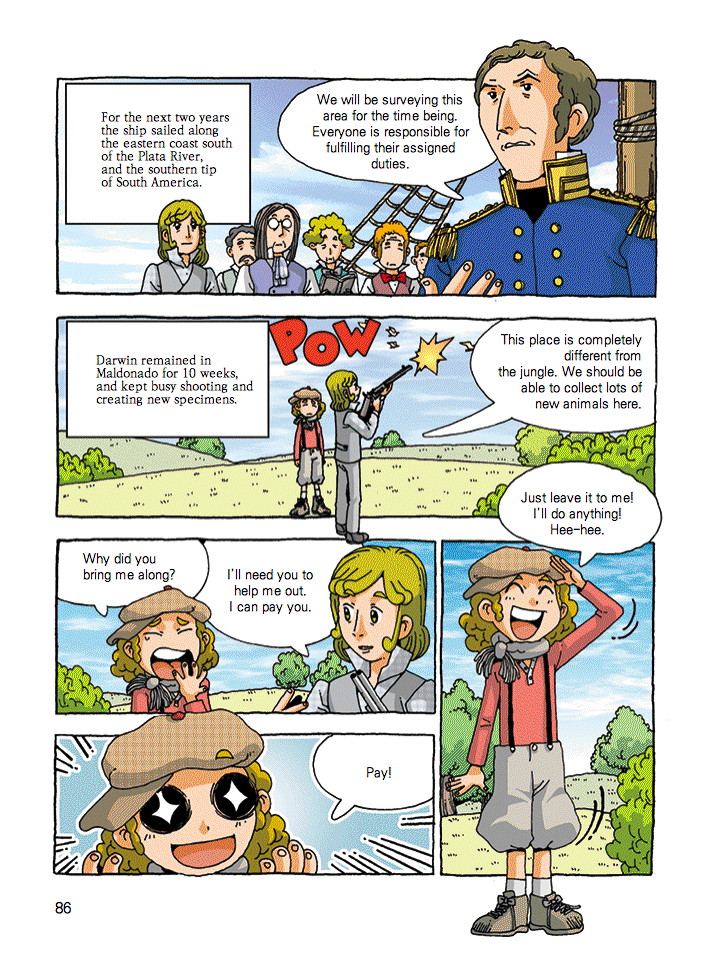 For the next two years
the ship sailed along
the eastern coast south
of the Plata River,
and the southern tip
of South America.
We will be surveying this
area for the time being.
Everyone is responsible for
fulfilling their assigned
duties.
Darwin remained in
Maldonado for 10 weeks,
and kept busy shooting and
creating new specimens.
POW
This place is completely
different from
the jungle. We should be
able to collect lots of
new animals here.
Why did you
bring me along?
I'll need you to
help me out.
I can pay you.
Pay!
Just leave it to me!
I'll do anything!
Hee-hee.
86